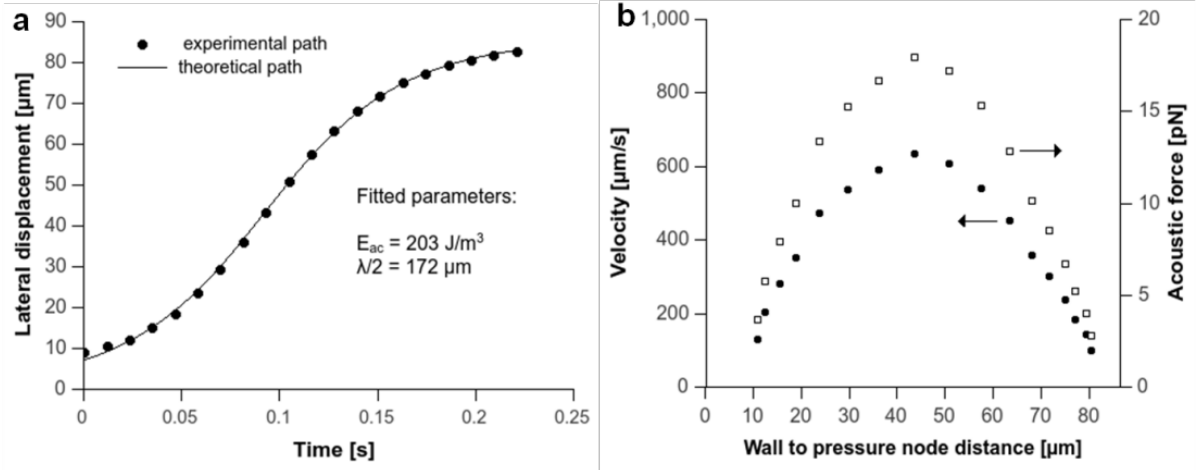 a
90
80
70
60
50
40
30
20
10
0
Lateral displacement [µm]
experimental path
theoretical path
Fitted parameters:
Eac = 203 J/m³
λ/2 = 172 µm
0 0.05 0.1 0.15 0.2 0.25
Time [s]
b
1,000
800
600
400
200
0
Velocity [µm/s]
20
15
10
5
0
Acoustic force [pN]
0 10 20 30 40 50 60 70 80
Wall to pressure node distance [µm]